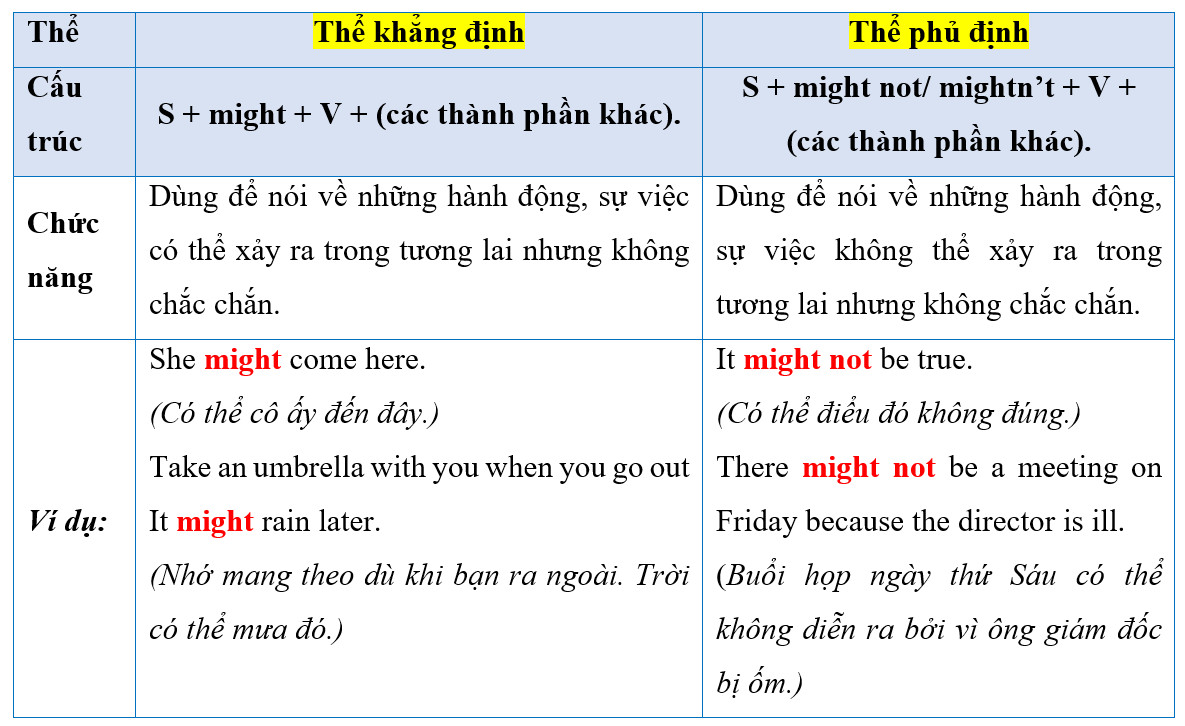 Thể
Thể khẳng định
Thể phủ định
Cấu
trúc
S + might + V + (các thành phần khác).
S + might not/ mightn’t + V +
(các thành phần khác).
Chức
năng
Dùng để nói về những hành động, sự việc
có thể xảy ra trong tương lai nhưng không
chắc chắn.
Dùng để nói về những hành động,
sự việc không thể xảy ra trong
tương lai nhưng không chắc chắn.
Ví dụ:
She might come here.
(Có thể cô ấy đến đây.)
Take an umbrella with you when you go out
It might rain later.
(Nhớ mang theo dù khi bạn ra ngoài. Trời
có thể mưa đó.)
It might not be true.
(Có thể điểu đó không đúng.)
There might not be a meeting on
Friday because the director is ill.
(Buổi họp ngày thứ Sáu có thể
không diễn ra bởi vì ông giám đốc
bị ốm.)